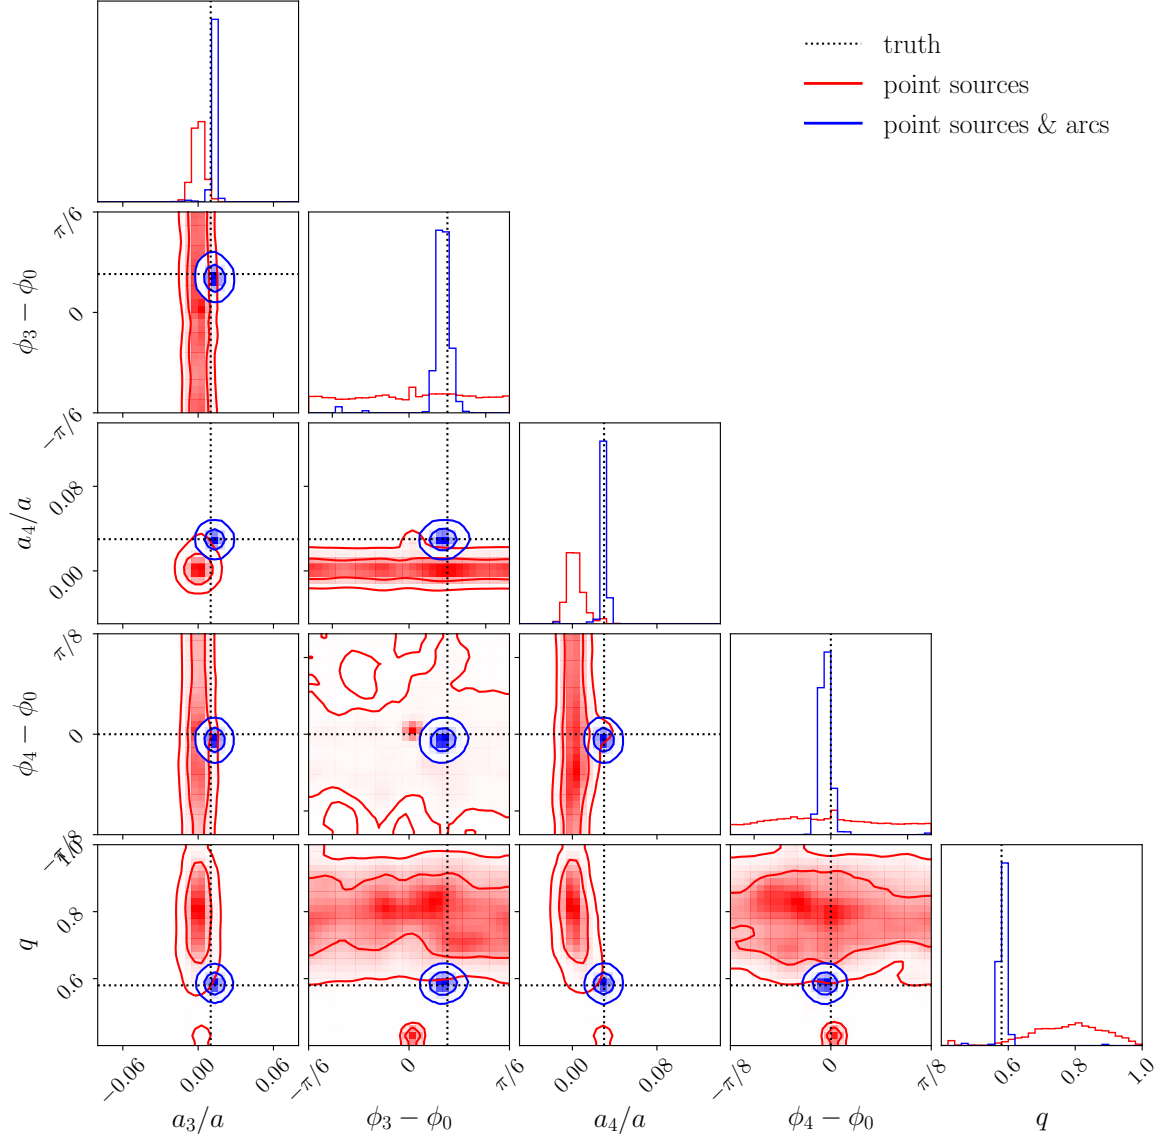 truth
point sources
point sources & arcs
π/6
ϕ₃ − ϕ₀
0
−π/6
0.08
a₄/a
0.00
π/8
ϕ₄ − ϕ₀
0
−π/8
1.0
0.8
q
0.6
−0.06 0.00 0.06 −π/6 0 π/6 0.00 0.08 −π/8 0 π/8 0.6 0.8 1.0
a₃/a ϕ₃ − ϕ₀ a₄/a ϕ₄ − ϕ₀ q